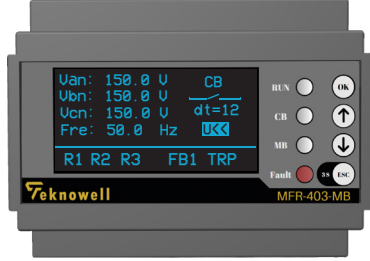 Van: 150.0 V CB
Vbn: 150.0 V
Vcn: 150.0 V dt=12
Fre: 50.0 Hz U<<
R1 R2 R3 FB1 TRP
RUN OK
CB
MB
Fault 3S ESC
Teknowell MFR-403-MB